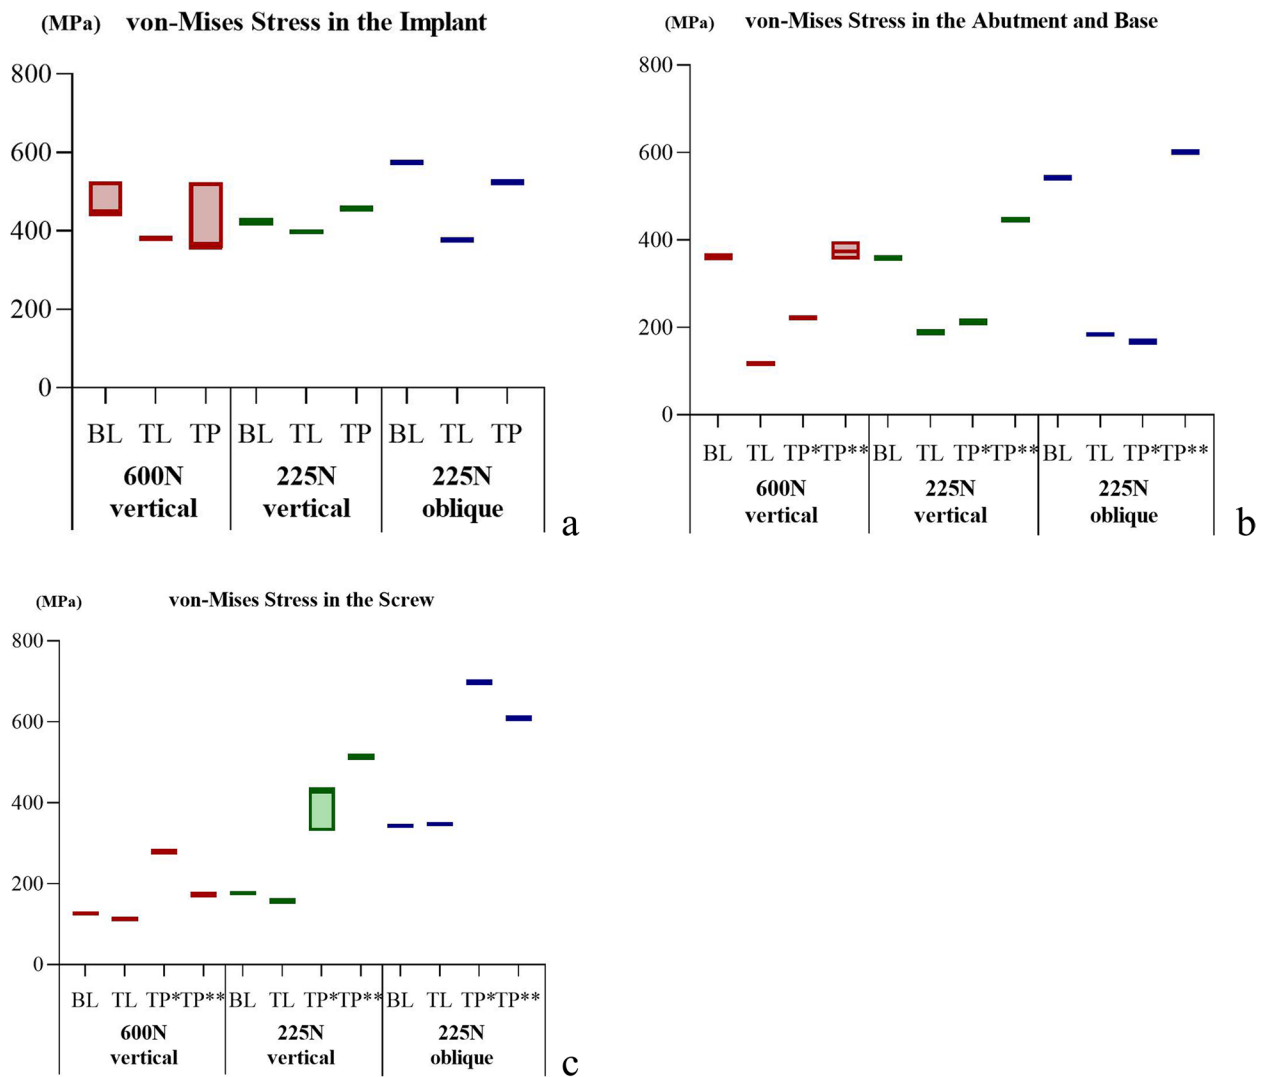 (MPa) von-Mises Stress in the Implant
800
600
400
200
0
BL TL TP BL TL TP BL TL TP
600N 225N 225N
vertical vertical oblique
a
(MPa) von-Mises Stress in the Abutment and Base
800
600
400
200
0
BL TL TP* TP** BL TL TP* TP** BL TL TP* TP**
600N 225N 225N
vertical vertical oblique
b
(MPa) von-Mises Stress in the Screw
800
600
400
200
0
BL TL TP* TP** BL TL TP* TP** BL TL TP* TP**
600N 225N 225N
vertical vertical oblique
c